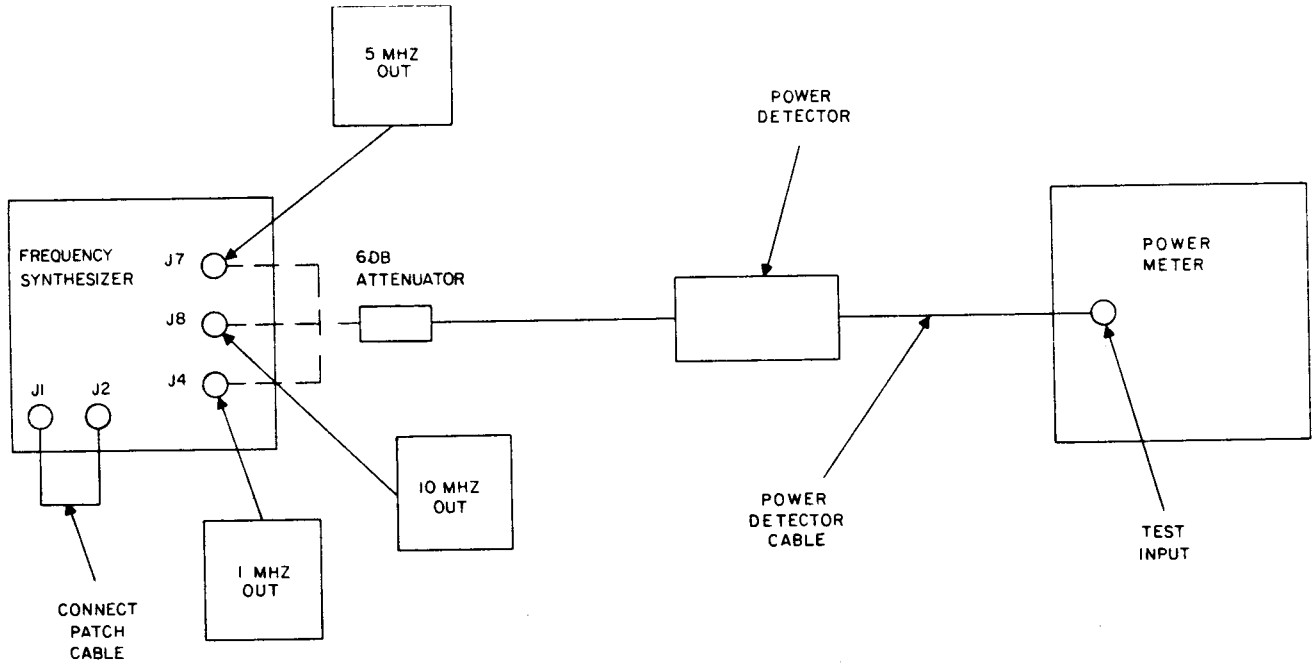 5 MHZ
OUT
POWER
DETECTOR
FREQUENCY
SYNTHESIZER
J7
6DB
ATTENUATOR
POWER
METER
J8
J4
J1
J2
10 MHZ
OUT
1 MHZ
OUT
POWER
DETECTOR
CABLE
TEST
INPUT
CONNECT
PATCH
CABLE